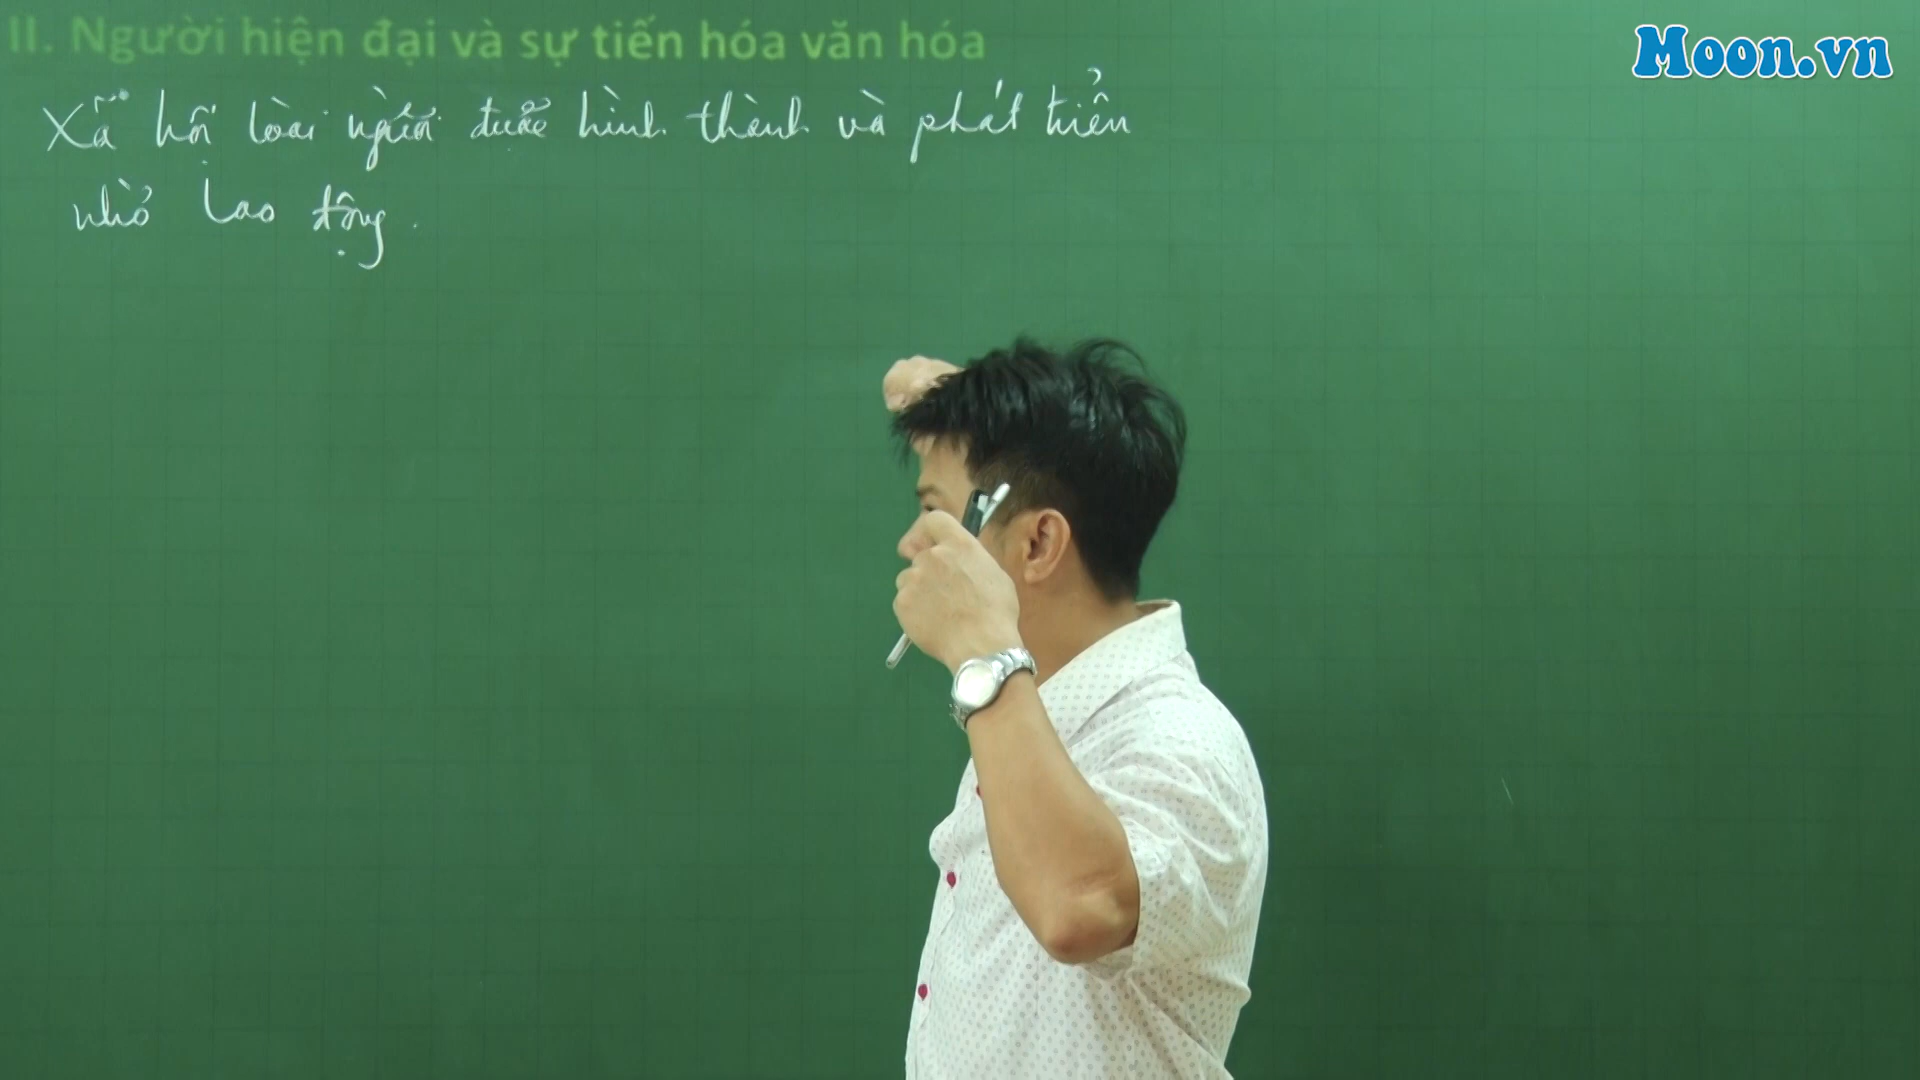 II. Người hiện đại và sự tiến hóa văn hóa
Moon.vn
Xã hội loài người được hình thành và phát triển
nhờ lao động.